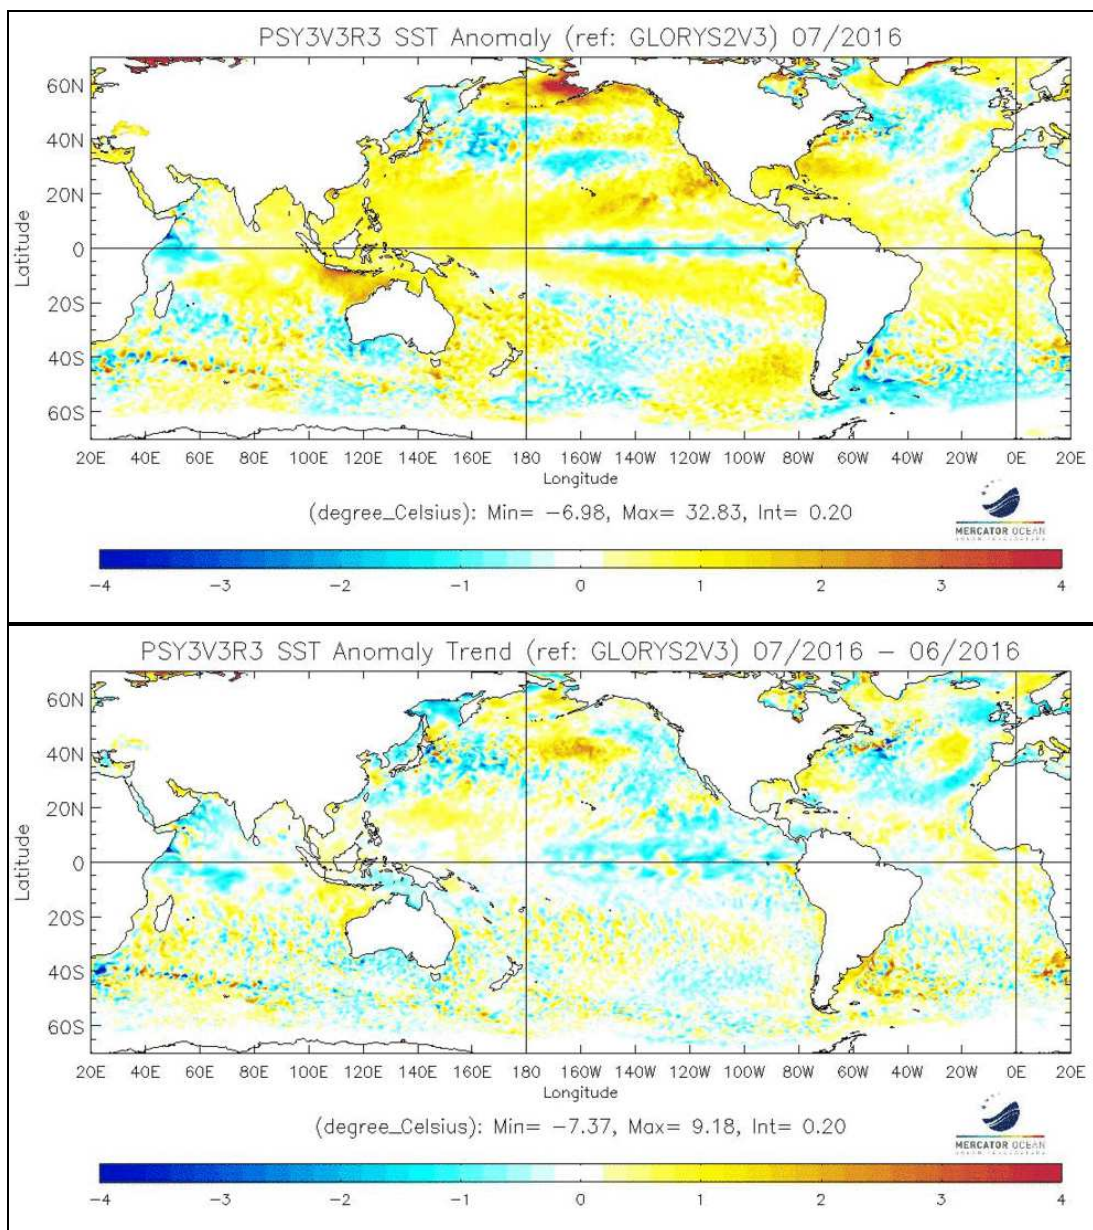 PSY3V3R3 SST Anomaly (ref: GLORYS2V3) 07/2016
60N
40N
20N
0
20S
40S
60S
Latitude
20E 40E 60E 80E 100E 120E 140E 160E 180 160W 140W 120W 100W 80W 60W 40W 20W 0E 20E
Longitude
(degree_Celsius): Min= −6.98, Max= 32.83, Int= 0.20
MERCATOR OCEAN
−4 −3 −2 −1 0 1 2 3 4
PSY3V3R3 SST Anomaly Trend (ref: GLORYS2V3) 07/2016 − 06/2016
60N
40N
20N
0
20S
40S
60S
Latitude
20E 40E 60E 80E 100E 120E 140E 160E 180 160W 140W 120W 100W 80W 60W 40W 20W 0E 20E
Longitude
(degree_Celsius): Min= −7.37, Max= 9.18, Int= 0.20
MERCATOR OCEAN
−4 −3 −2 −1 0 1 2 3 4